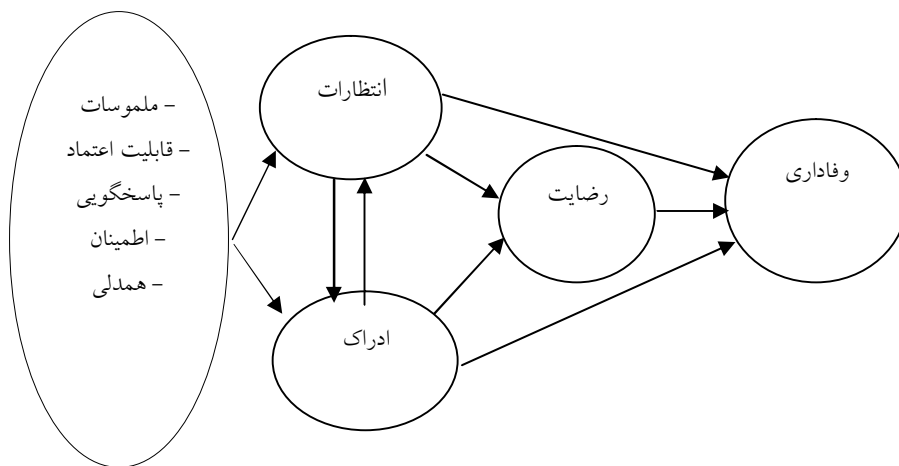 - ملموسات
- قابلیت اعتماد
- پاسخگویی
- اطمینان
- همدلی
انتظارات
ادراک
رضایت
وفاداری